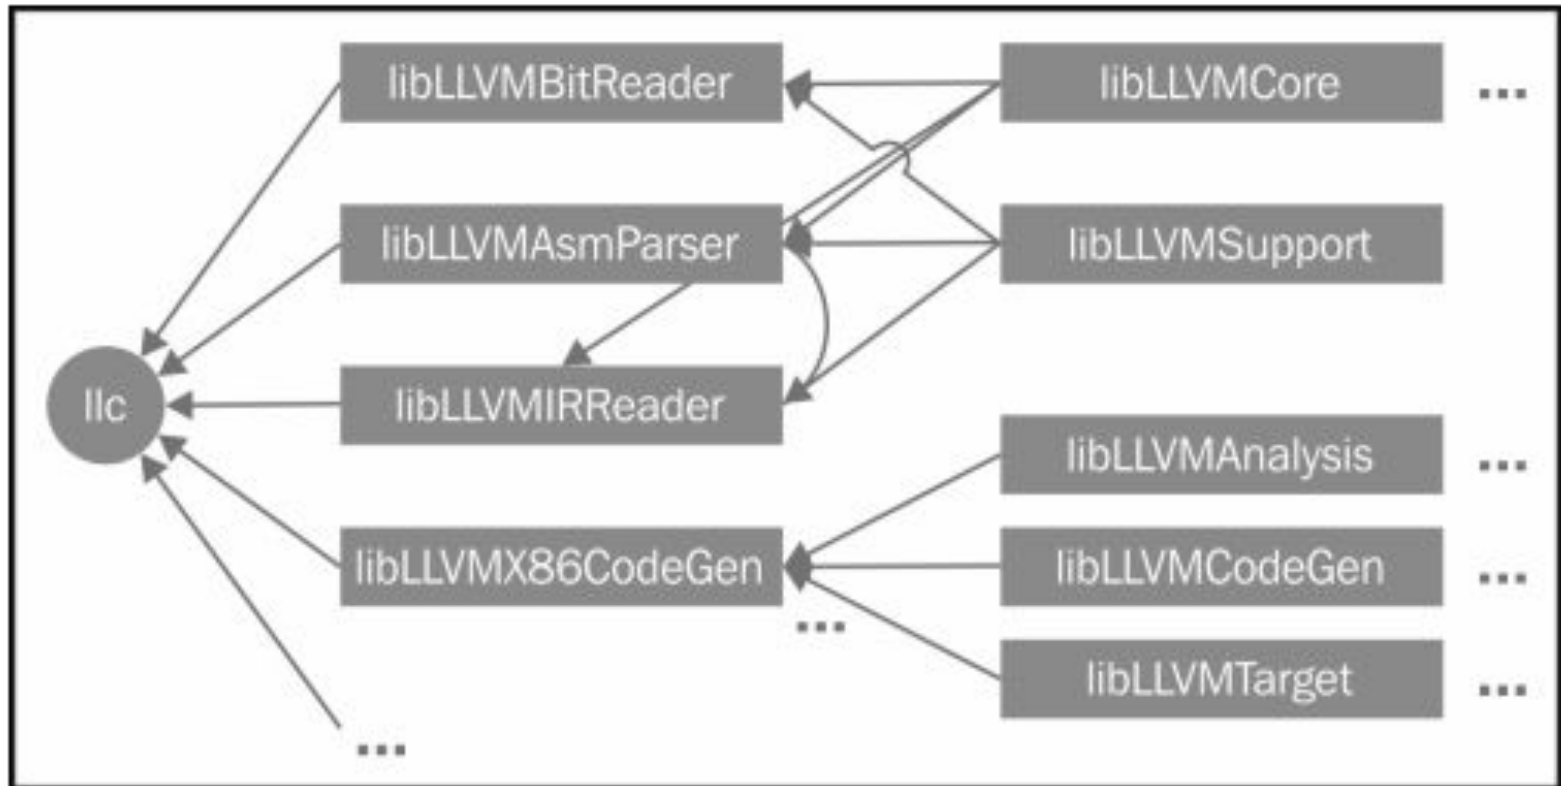 libLLVMBitReader
libLLVMCore
...
libLLVMAsmParser
libLLVMSupport
llc
libLLVMIRReader
libLLVMAnalysis
...
libLLVMX86CodeGen
libLLVMCodeGen
...
...
libLLVMTarget
...
...